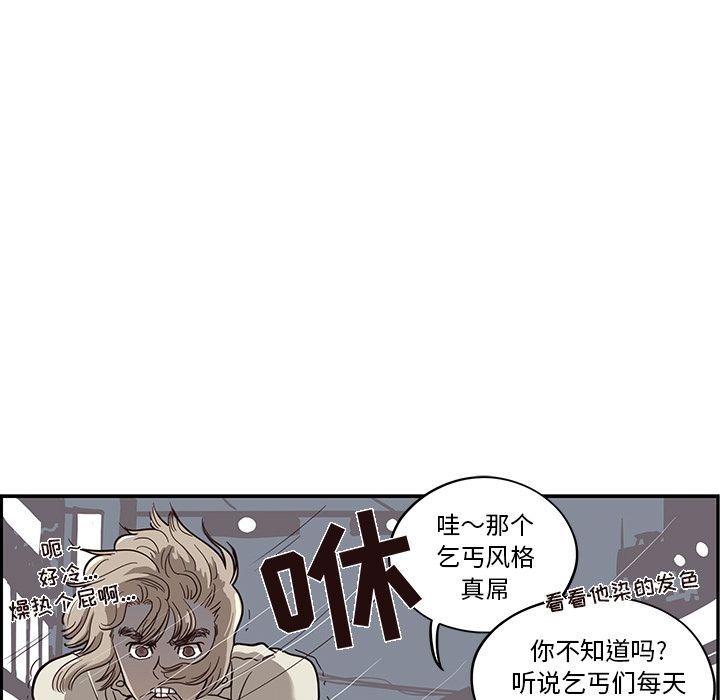 呃~
好冷...
燥热个屁啊...
咻
哇~那个
乞丐风格
真屌
看看他染的发色
你不知道吗?
听说乞丐们每天